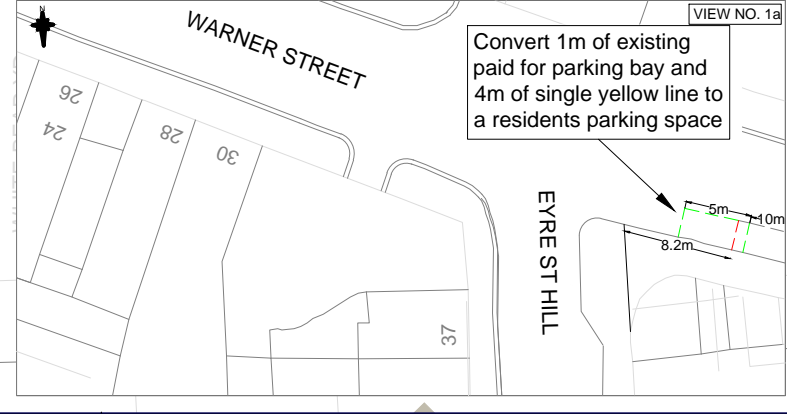 VIEW NO. 1a
N
WARNER STREET
Convert 1m of existing
paid for parking bay and
4m of single yellow line to
a residents parking space
26
24
28
30
5m
10m
8.2m
EYRE ST HILL
37